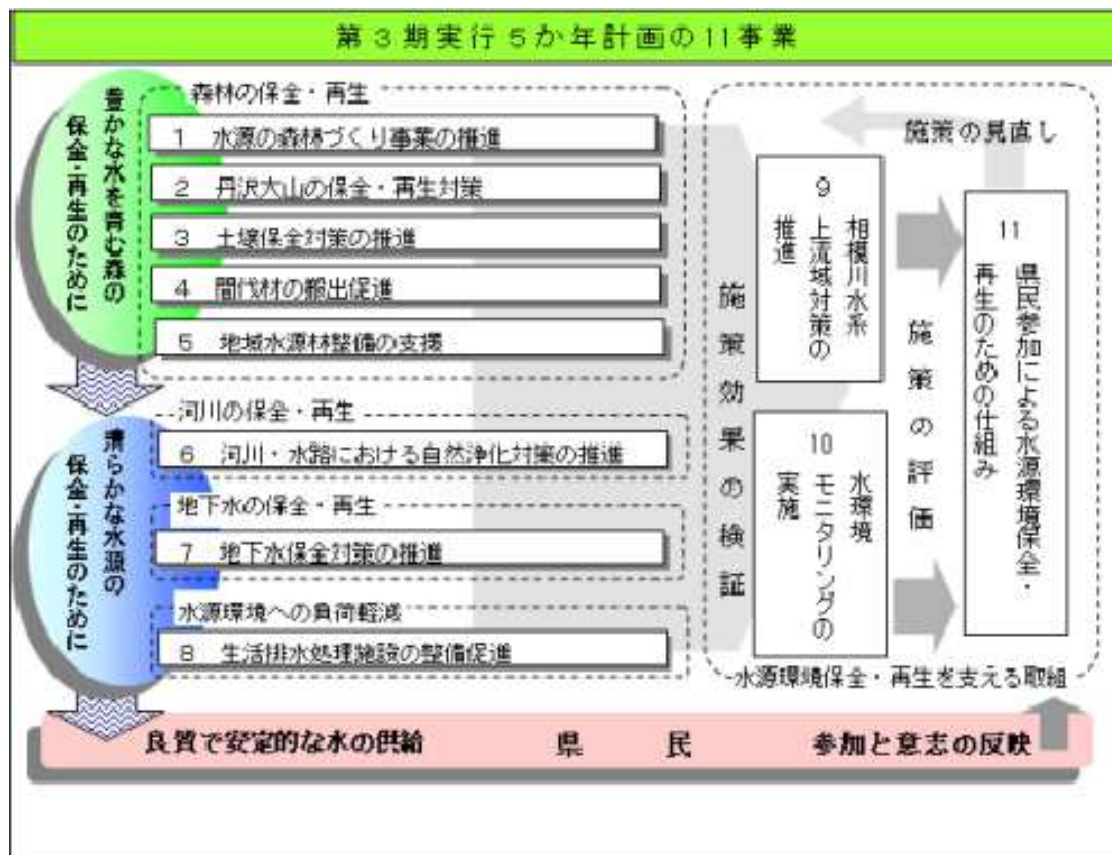 第3期実行5か年計画の11事業
豊かな水を育む森の
保全・再生のために
森林の保全・再生
1 水源の森林づくり事業の推進
2 丹沢大山の保全・再生対策
3 土壌保全対策の推進
4 間伐材の搬出促進
5 地域水源林整備の支援
清らかな水源の
保全・再生のために
河川の保全・再生
6 河川・水路における自然浄化対策の推進
地下水の保全・再生
7 地下水保全対策の推進
水源環境への負荷軽減
8 生活排水処理施設の整備促進
施策効果の検証
施策の見直し
9 相模川水系
上流域対策の
推進
10 水環境
モニタリングの
実施
施策の評価
11 県民参加による水源環境保全・
再生のための仕組み
水源環境保全・再生を支える取組
良質で安定的な水の供給 県民 参加と意志の反映